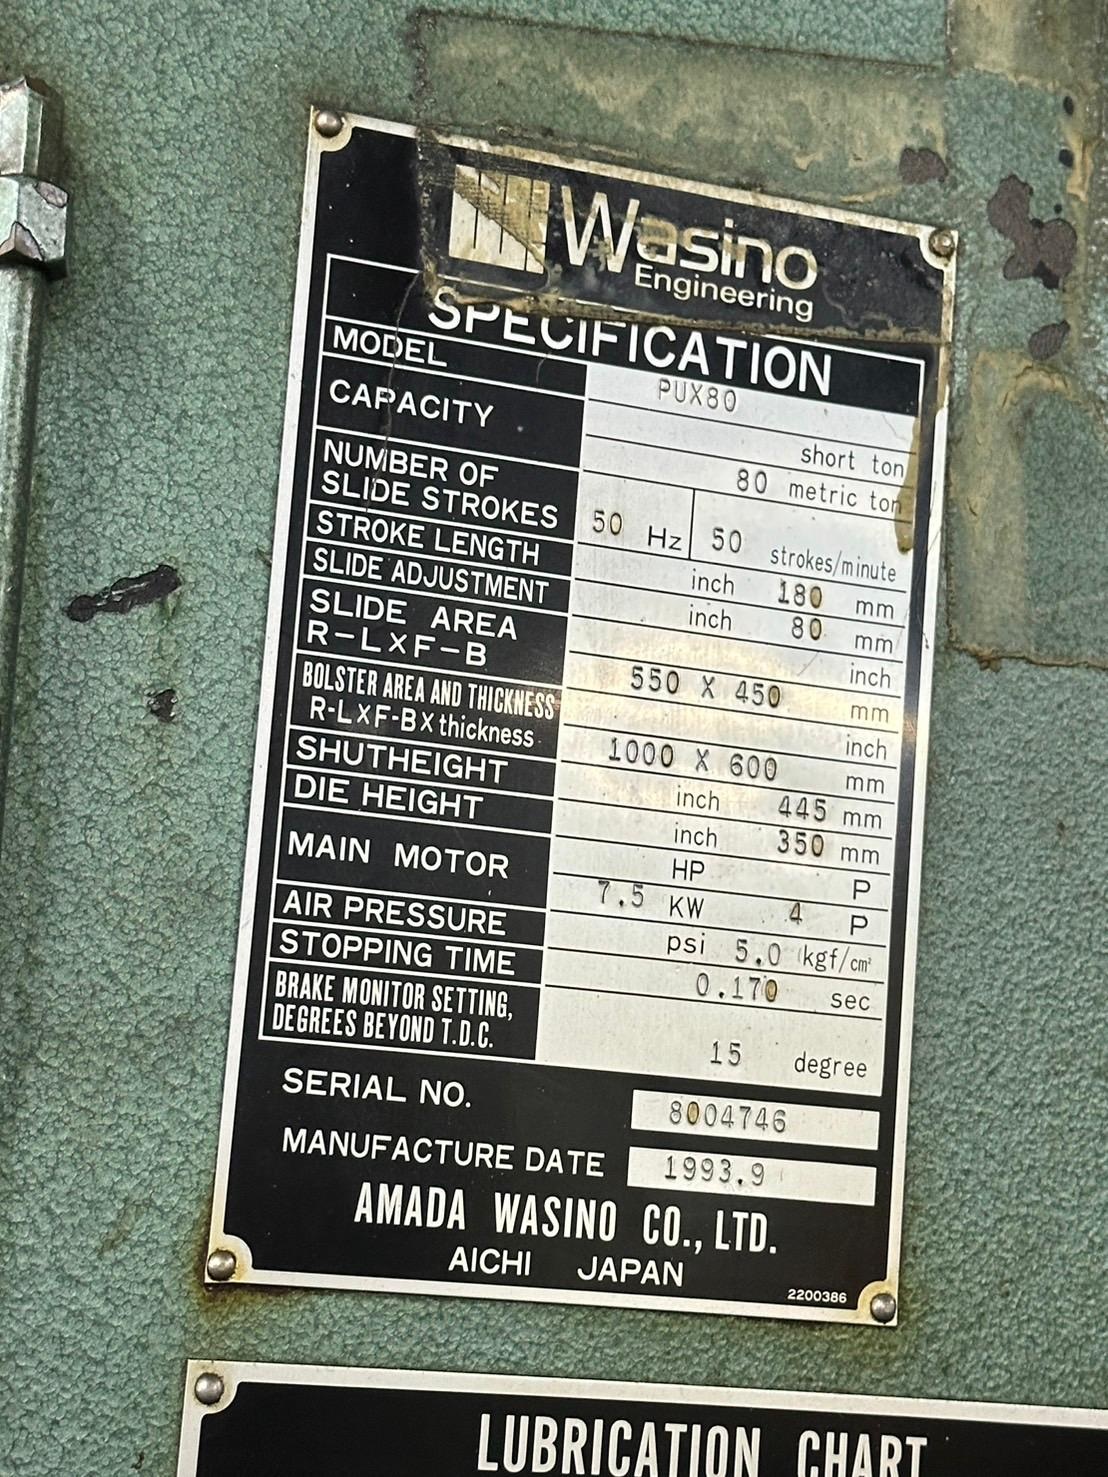 Wasino
Engineering
SPECIFICATION
MODEL PUX80
CAPACITY short ton
80 metric ton
NUMBER OF SLIDE STROKES 50 Hz 50 strokes/minute
STROKE LENGTH inch 180 mm
SLIDE ADJUSTMENT inch 80 mm
SLIDE AREA inch
R-L×F-B 550 X 450 mm
BOLSTER AREA AND THICKNESS inch
R-L×F-B×thickness 1000 X 600 mm
SHUTHEIGHT inch 445 mm
DIE HEIGHT inch 350 mm
MAIN MOTOR HP P
7.5 KW 4 P
AIR PRESSURE psi 5.0 kgf/cm²
STOPPING TIME 0.170 sec
BRAKE MONITOR SETTING,
DEGREES BEYOND T.D.C. 15 degree
SERIAL NO. 8004746
MANUFACTURE DATE 1993.9
AMADA WASINO CO., LTD.
AICHI JAPAN
2200386
LUBRICATION CHART